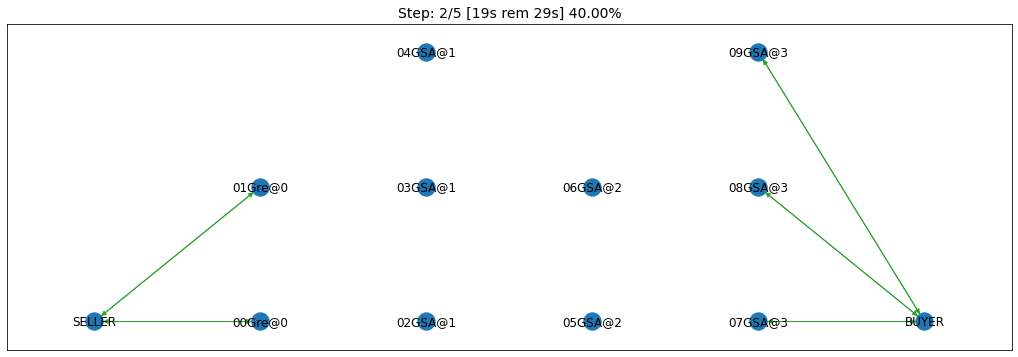 Step: 2/5 [19s rem 29s] 40.00%
04GSA@1 09GSA@3
01Gre@0 03GSA@1 06GSA@2 08GSA@3
SELLER 00Gre@0 02GSA@1 05GSA@2 07GSA@3 BUYER